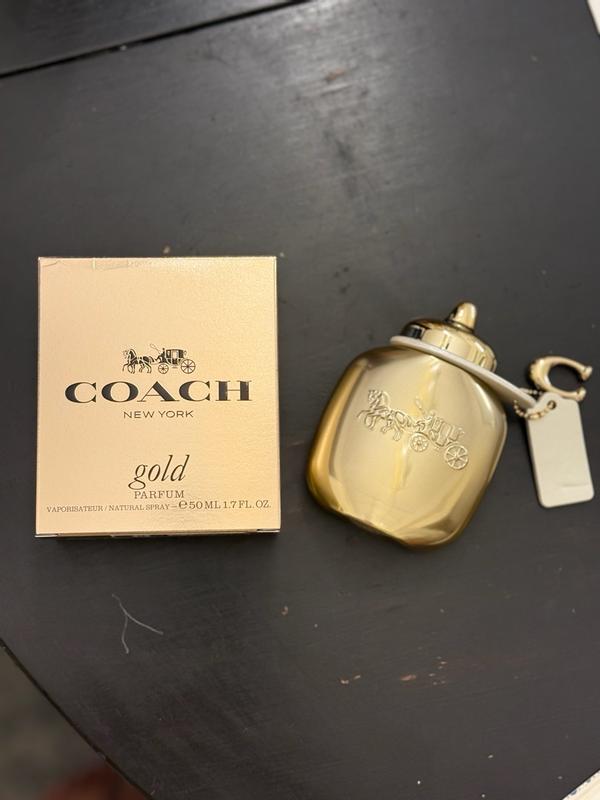 COACH
NEW YORK
gold
PARFUM
VAPORISATEUR / NATURAL SPRAY – ℮ 50 ML 1.7 FL. OZ.